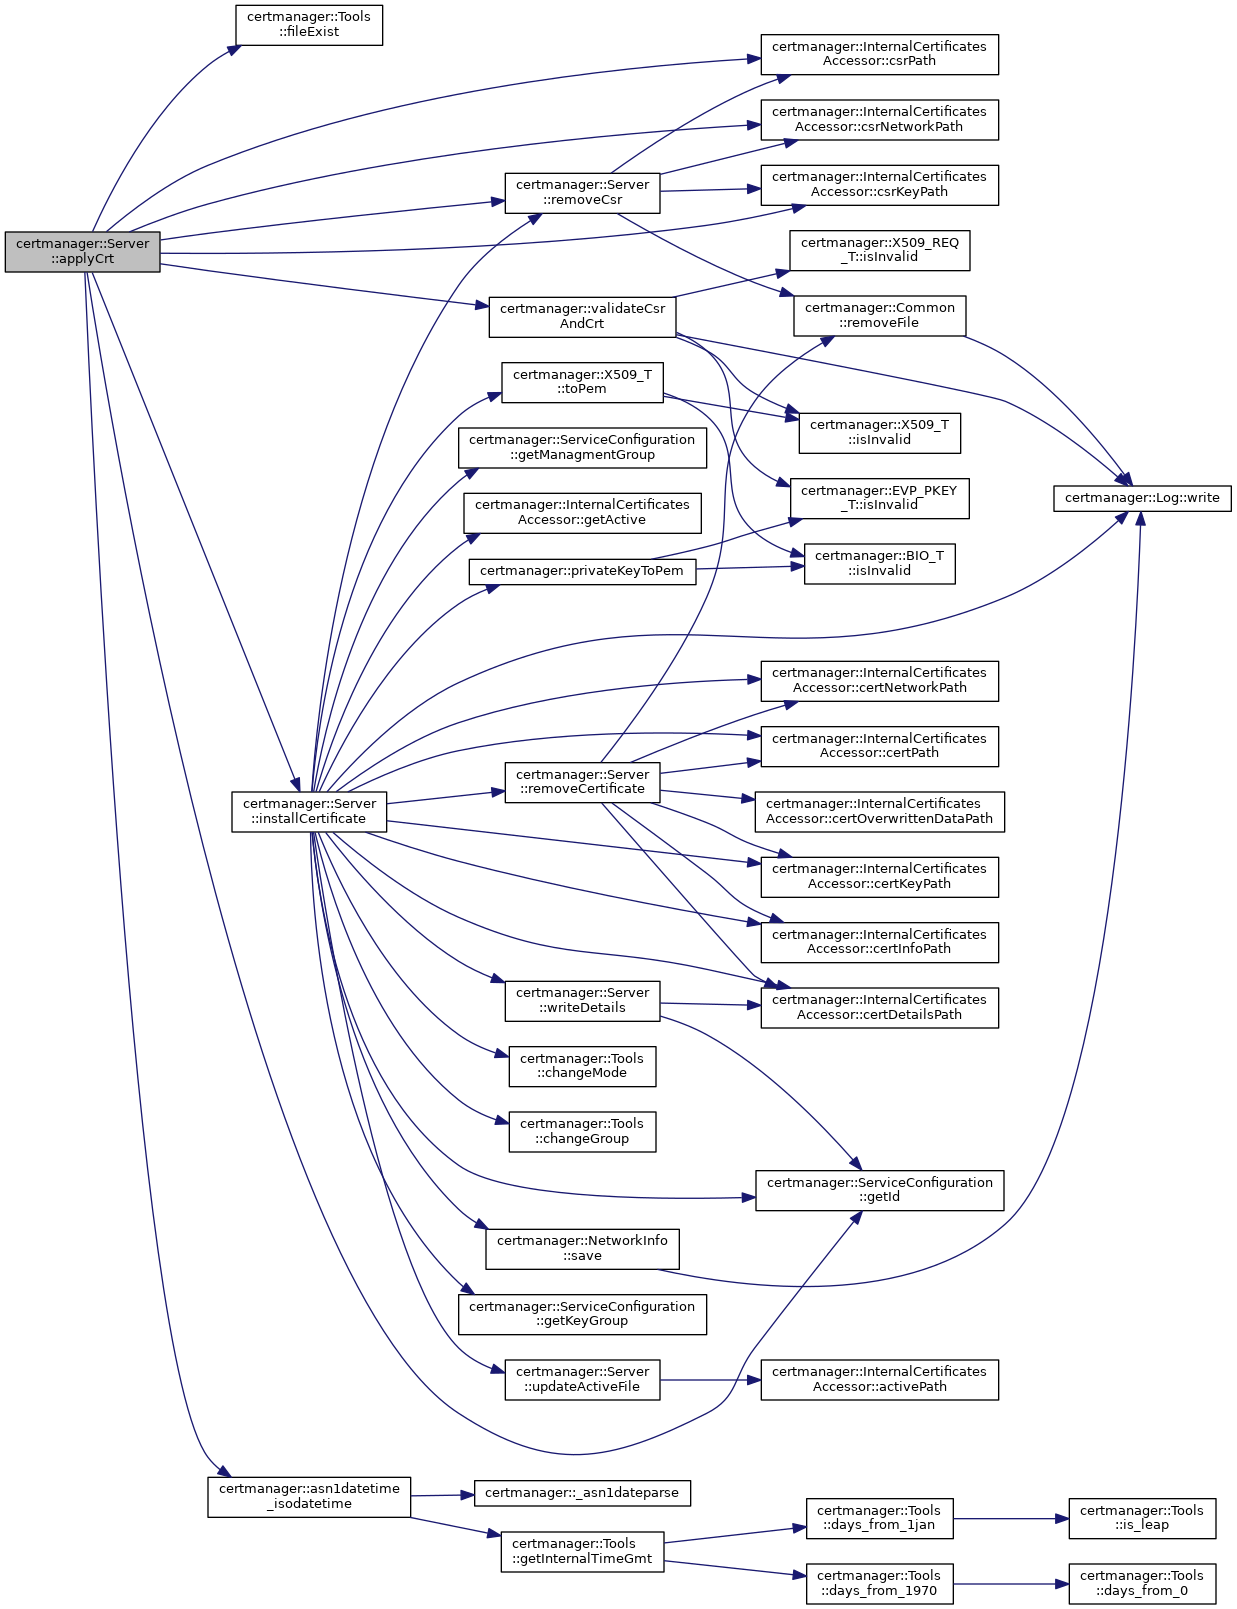 certmanager::Tools
::fileExist
certmanager::InternalCertificates
Accessor::csrPath
certmanager::InternalCertificates
Accessor::csrNetworkPath
certmanager::Server
::removeCsr
certmanager::InternalCertificates
Accessor::csrKeyPath
certmanager::Server
::applyCrt
certmanager::X509_REQ
_T::isInvalid
certmanager::validateCsr
AndCrt
certmanager::Common
::removeFile
certmanager::X509_T
::toPem
certmanager::X509_T
::isInvalid
certmanager::ServiceConfiguration
::getManagmentGroup
certmanager::InternalCertificates
Accessor::getActive
certmanager::EVP_PKEY
_T::isInvalid
certmanager::Log::write
certmanager::privateKeyToPem
certmanager::BIO_T
::isInvalid
certmanager::InternalCertificates
Accessor::certNetworkPath
certmanager::InternalCertificates
Accessor::certPath
certmanager::Server
::removeCertificate
certmanager::Server
::installCertificate
certmanager::InternalCertificates
Accessor::certOverwrittenDataPath
certmanager::InternalCertificates
Accessor::certKeyPath
certmanager::InternalCertificates
Accessor::certInfoPath
certmanager::Server
::writeDetails
certmanager::InternalCertificates
Accessor::certDetailsPath
certmanager::Tools
::changeMode
certmanager::Tools
::changeGroup
certmanager::ServiceConfiguration
::getId
certmanager::NetworkInfo
::save
certmanager::ServiceConfiguration
::getKeyGroup
certmanager::Server
::updateActiveFile
certmanager::InternalCertificates
Accessor::activePath
certmanager::asn1datetime
_isodatetime
certmanager::_asn1dateparse
certmanager::Tools
::getInternalTimeGmt
certmanager::Tools
::days_from_1jan
certmanager::Tools
::is_leap
certmanager::Tools
::days_from_1970
certmanager::Tools
::days_from_0